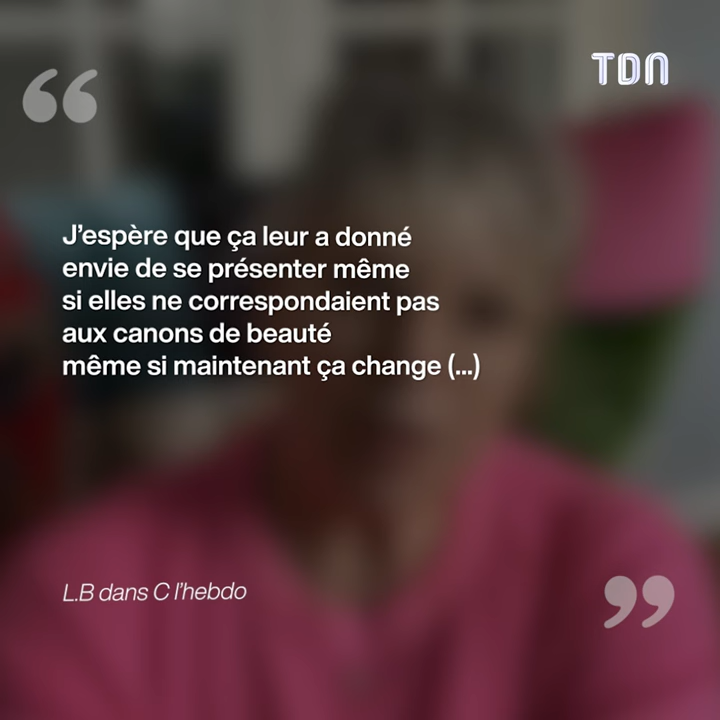 TDN
“
J’espère que ça leur a donné
envie de se présenter même
si elles ne correspondaient pas
aux canons de beauté
même si maintenant ça change (...)
L.B dans C l’hebdo
”